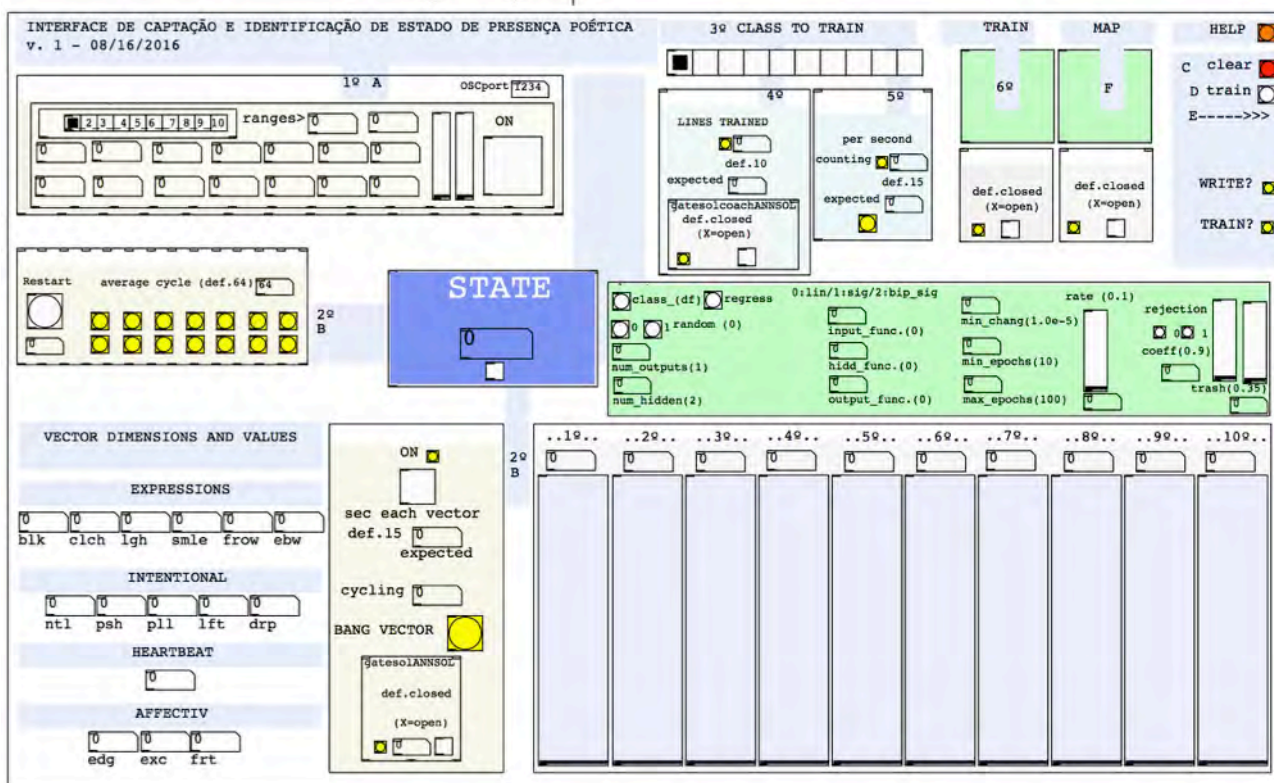 INTERFACE DE CAPTAÇÃO E IDENTIFICAÇÃO DE ESTADO DE PRESENÇA POÉTICA
v. 1 - 08/16/2016
3º CLASS TO TRAIN
TRAIN
MAP
HELP
C clear
D train
E----->>>
WRITE?
TRAIN?
1º A
OSCport 1234
2 3 4 5 6 7 8 9 10
ranges> 0 0
ON
0 0 0 0 0 0 0
0 0 0 0 0 0 0
4º
LINES TRAINED
0
def.10
expected 0
gatesolcoachANNSOL
def.closed
(X=open)
5º
per second
counting 0
def.15
expected 0
6º
F
def.closed
(X=open)
def.closed
(X=open)
Restart
average cycle (def.64) 64
0
2º
B
STATE
0
class_(df) regress
0 1 random (0)
0
num_outputs(1)
0
num_hidden(2)
0:lin/1:sig/2:bip_sig
0
input_func.(0)
0
hidd_func.(0)
0
output_func.(0)
0
min_chang(1.0e-5)
0
min_epochs(10)
0
max_epochs(100)
rate (0.1)
0
rejection
0 1
coeff(0.9)
0
trash(0.35)
0
VECTOR DIMENSIONS AND VALUES
EXPRESSIONS
0 0 0 0 0 0
blk clch lgh smle frow ebw
INTENTIONAL
0 0 0 0 0
ntl psh pll lft drp
HEARTBEAT
0
AFFECTIV
0 0 0
edg exc frt
ON
sec each vector
def.15 0
expected
cycling 0
BANG VECTOR
gatesolANNSOL
def.closed
(X=open)
0
2º
B
..1º.. ..2º.. ..3º.. ..4º.. ..5º.. ..6º.. ..7º.. ..8º.. ..9º.. ..10º..
0 0 0 0 0 0 0 0 0 0